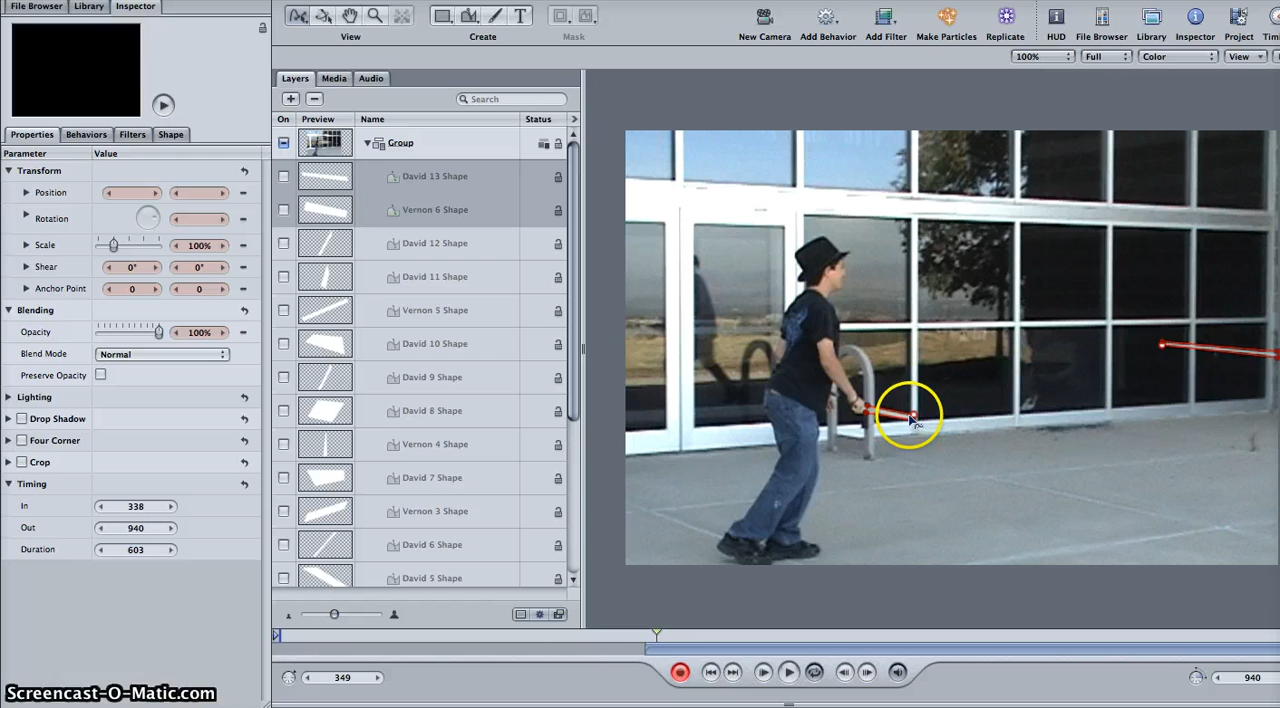 File Browser Library Inspector
View Create Mask
New Camera Add Behavior Add Filter Make Particles Replicate HUD File Browser Library Inspector Project
100% Full Color View
Layers Media Audio
Search
Properties Behaviors Filters Shape
On Preview Name Status
Parameter Value
Group
Transform
David 13 Shape
Position
Vernon 6 Shape
Rotation
David 12 Shape
Scale 100%
Shear 0° 0°
David 11 Shape
Anchor Point 0 0
Blending
Vernon 5 Shape
Opacity 100%
David 10 Shape
Blend Mode Normal
Preserve Opacity
David 9 Shape
Lighting
Drop Shadow
David 8 Shape
Four Corner
Vernon 4 Shape
Crop
David 7 Shape
Timing
In 338
Vernon 3 Shape
Out 940
David 6 Shape
Duration 603
David 5 Shape
349
940
Screencast-O-Matic.com